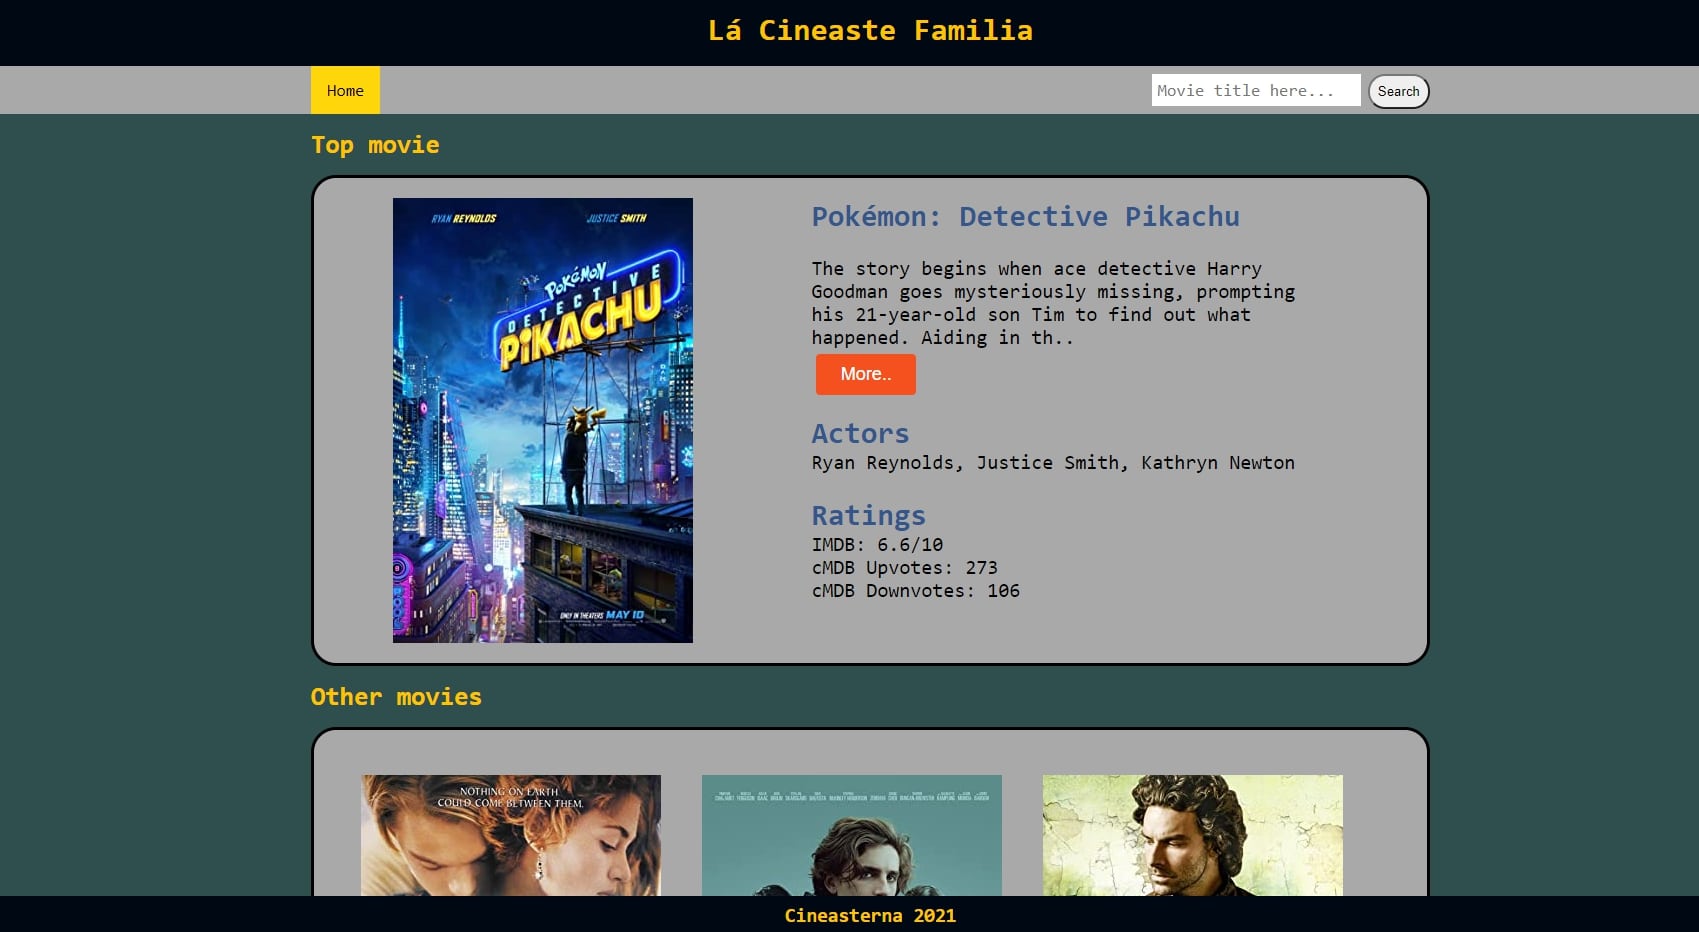 Lá Cineaste Familia
Home
Movie title here...
Search
Top movie
RYAN REYNOLDS
JUSTICE SMITH
POKéMON
DETECTIVE
PIKACHU
ONLY IN THEATERS MAY 10
Pokémon: Detective Pikachu
The story begins when ace detective Harry
Goodman goes mysteriously missing, prompting
his 21-year-old son Tim to find out what
happened. Aiding in th..
More..
Actors
Ryan Reynolds, Justice Smith, Kathryn Newton
Ratings
IMDB: 6.6/10
cMDB Upvotes: 273
cMDB Downvotes: 106
Other movies
NOTHING ON EARTH
COULD COME BETWEEN THEM.
Cineasterna 2021